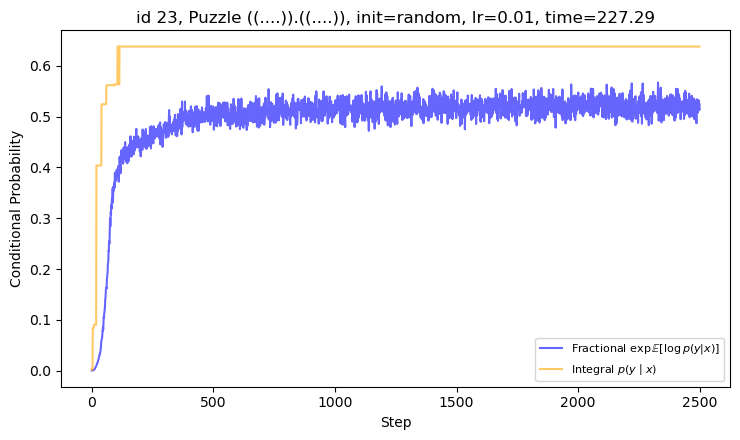 id 23, Puzzle ((....)).((....)), init=random, lr=0.01, time=227.29
Conditional Probability
0.6
0.5
0.4
0.3
0.2
0.1
0.0
Fractional exp𝔼[log p(y|x)]
Integral p(y | x)
0 500 1000 1500 2000 2500
Step